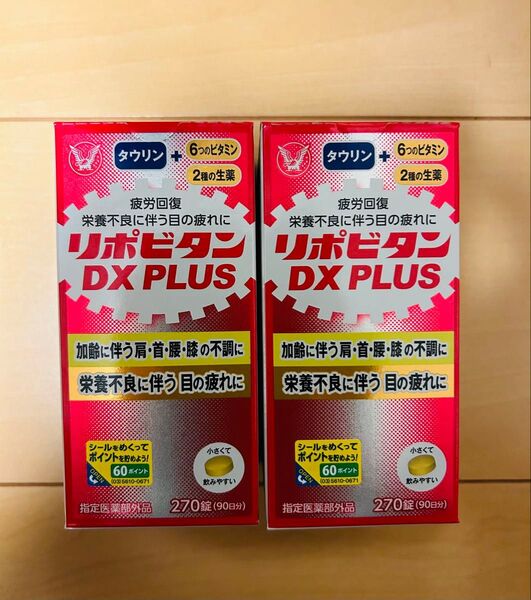 タウリン + 6つのビタミン
2種の生薬
疲労回復
栄養不良に伴う目の疲れに
リポビタン
DX PLUS
加齢に伴う肩・首・腰・膝の不調に
栄養不良に伴う 目の疲れに
シールをめくって
ポイントを貯めよう!
60ポイント
(03)5610-0671
小さくて
飲みやすい
指定医薬部外品
270錠(90日分)
タウリン + 6つのビタミン
2種の生薬
疲労回復
栄養不良に伴う目の疲れに
リポビタン
DX PLUS
加齢に伴う肩・首・腰・膝の不調に
栄養不良に伴う 目の疲れに
シールをめくって
ポイントを貯めよう!
60ポイント
(03)5610-0671
小さくて
飲みやすい
指定医薬部外品
270錠(90日分)